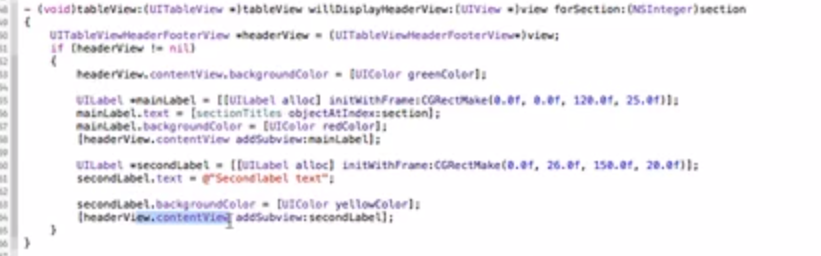 - (void)tableView:(UITableView *)tableView willDisplayHeaderView:(UIView *)view forSection:(NSInteger)section
{
UITableViewHeaderFooterView *headerView = (UITableViewHeaderFooterView*)view;
if (headerView != nil)
{
headerView.contentView.backgroundColor = [UIColor greenColor];
UILabel *mainLabel = [[UILabel alloc] initWithFrame:CGRectMake(0.0f, 0.0f, 120.0f, 25.0f)];
mainLabel.text = [sectionTitles objectAtIndex:section];
mainLabel.backgroundColor = [UIColor redColor];
[headerView.contentView addSubview:mainLabel];
UILabel *secondLabel = [[UILabel alloc] initWithFrame:CGRectMake(0.0f, 26.0f, 150.0f, 20.0f)];
secondLabel.text = @"Secondlabel text";
secondLabel.backgroundColor = [UIColor yellowColor];
[headerView.contentView addSubview:secondLabel];
}
}